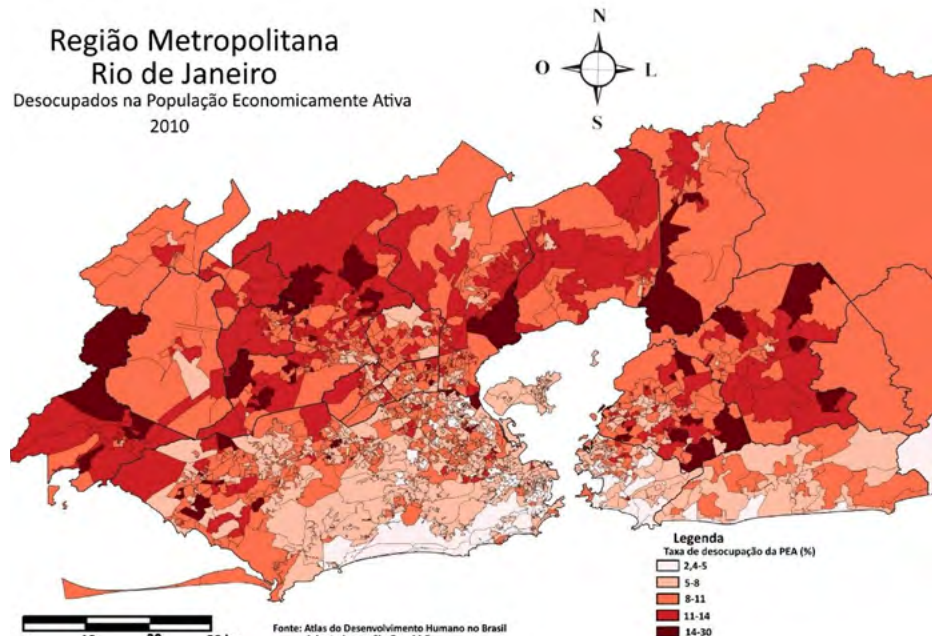 Região Metropolitana
Rio de Janeiro
Desocupados na População Economicamente Ativa
2010
N
O
L
S
Legenda
Taxa de desocupação da PEA (%)
2,4-5
5-8
8-11
11-14
14-30
Fonte: Atlas do Desenvolvimento Humano no Brasil